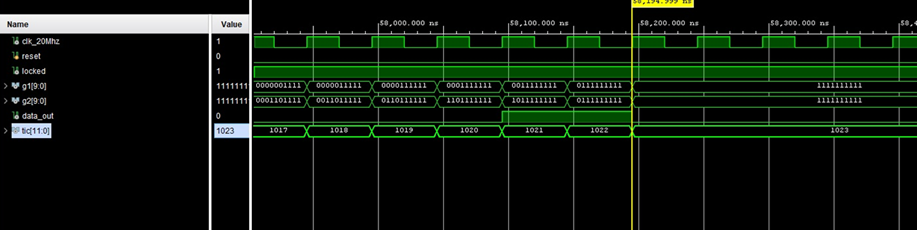 58,194.999 ns
Name Value
58,000.000 ns 58,100.000 ns 58,200.000 ns 58,300.000 ns
clk_20Mhz 1
reset 0
locked 1
g1[9:0] 1111111 0000001111 0000011111 0000111111 0001111111 0011111111 0111111111 1111111111
g2[9:0] 1111111 0001101111 0011011111 0110111111 1101111111 1011111111 0111111111 1111111111
data_out 0
tic[11:0] 1023 1017 1018 1019 1020 1021 1022 1023